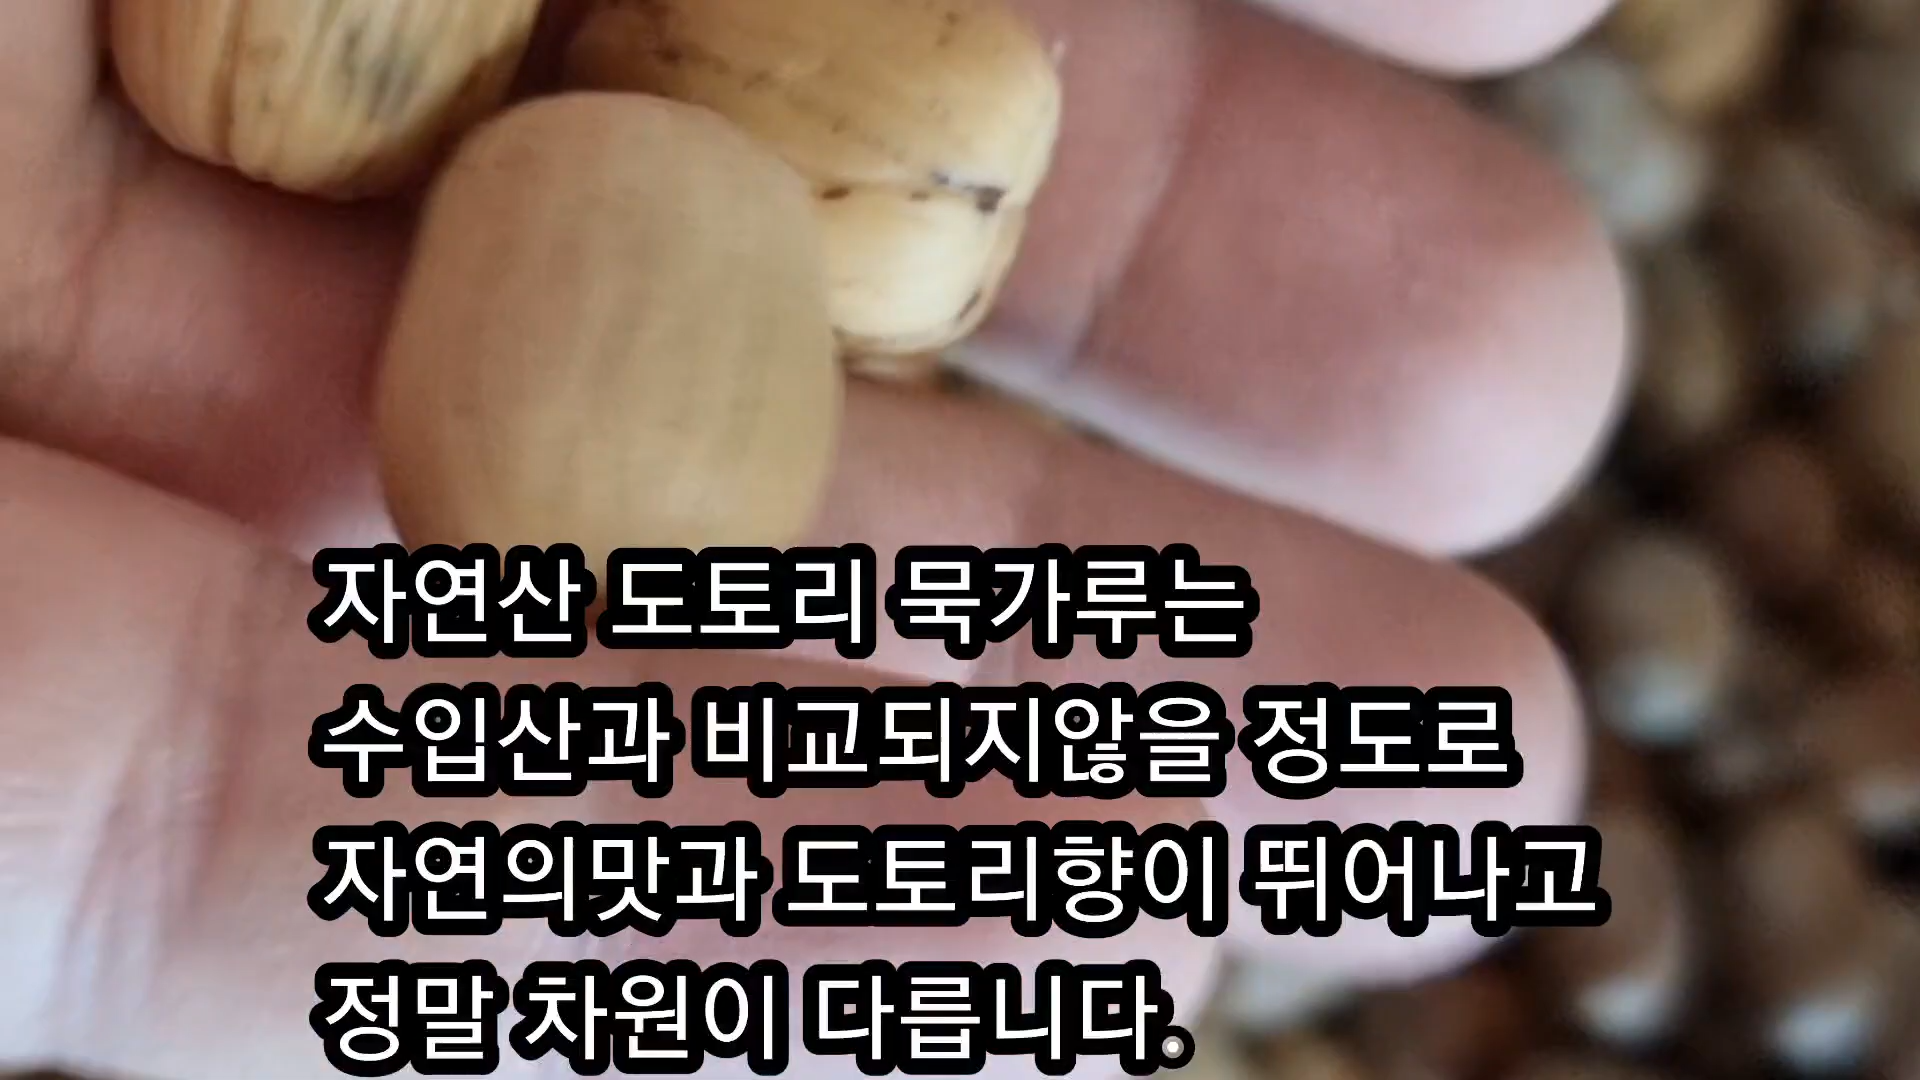 자연산 도토리 묵가루는
수입산과 비교되지않을 정도로
자연의맛과 도토리향이 뛰어나고
정말 차원이 다릅니다.